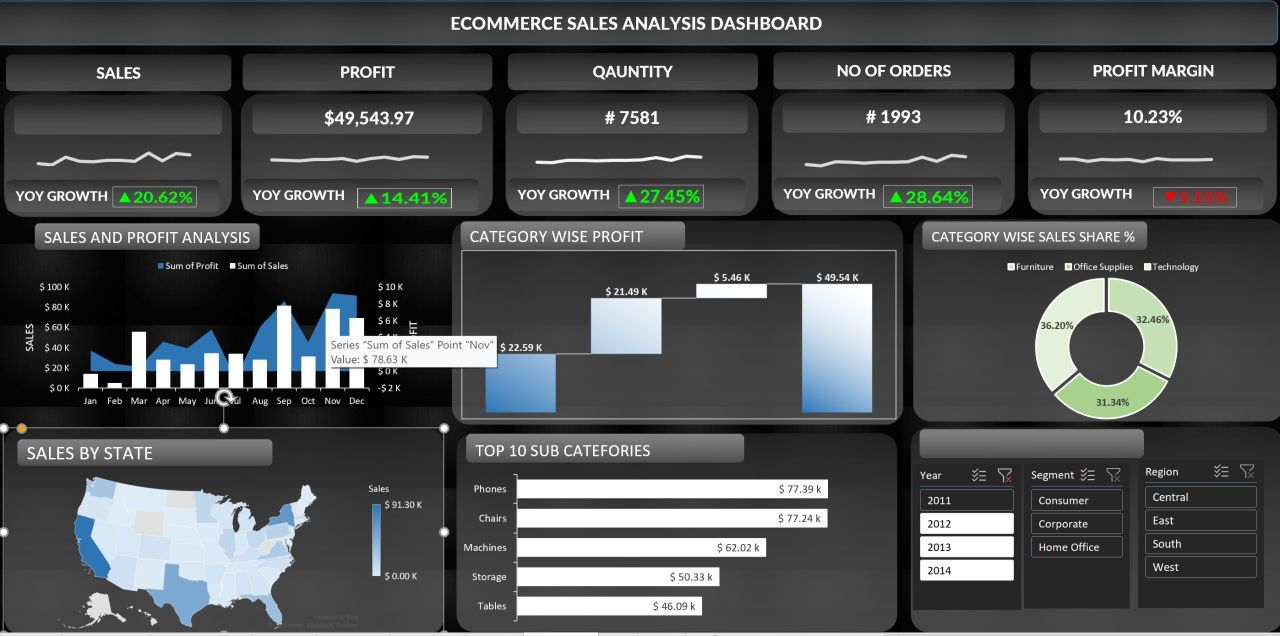 ECOMMERCE SALES ANALYSIS DASHBOARD
SALES
PROFIT
QAUNTITY
NO OF ORDERS
PROFIT MARGIN
$49,543.97
# 7581
# 1993
10.23%
YOY GROWTH ▲20.62%
YOY GROWTH ▲14.41%
YOY GROWTH ▲27.45%
YOY GROWTH ▲28.64%
YOY GROWTH ▼5.15%
SALES AND PROFIT ANALYSIS
Sum of Profit Sum of Sales
$ 100 K
$ 80 K
$ 60 K
$ 40 K
$ 20 K
$ 0 K
SALES
$ 10 K
$ 8 K
$ 6 K
$ 0 K
-$ 2 K
Jan Feb Mar Apr May Jun Jul Aug Sep Oct Nov Dec
Series "Sum of Sales" Point "Nov"
Value: $ 78.63 K
CATEGORY WISE PROFIT
$ 22.59 K
$ 21.49 K
$ 5.46 K
$ 49.54 K
CATEGORY WISE SALES SHARE %
Furniture Office Supplies Technology
36.20%
32.46%
31.34%
SALES BY STATE
Sales
$ 91.30 K
$ 0.00 K
TOP 10 SUB CATEFORIES
Phones $ 77.39 k
Chairs $ 77.24 k
Machines $ 62.02 k
Storage $ 50.33 k
Tables $ 46.09 k
Year
2011
2012
2013
2014
Segment
Consumer
Corporate
Home Office
Region
Central
East
South
West